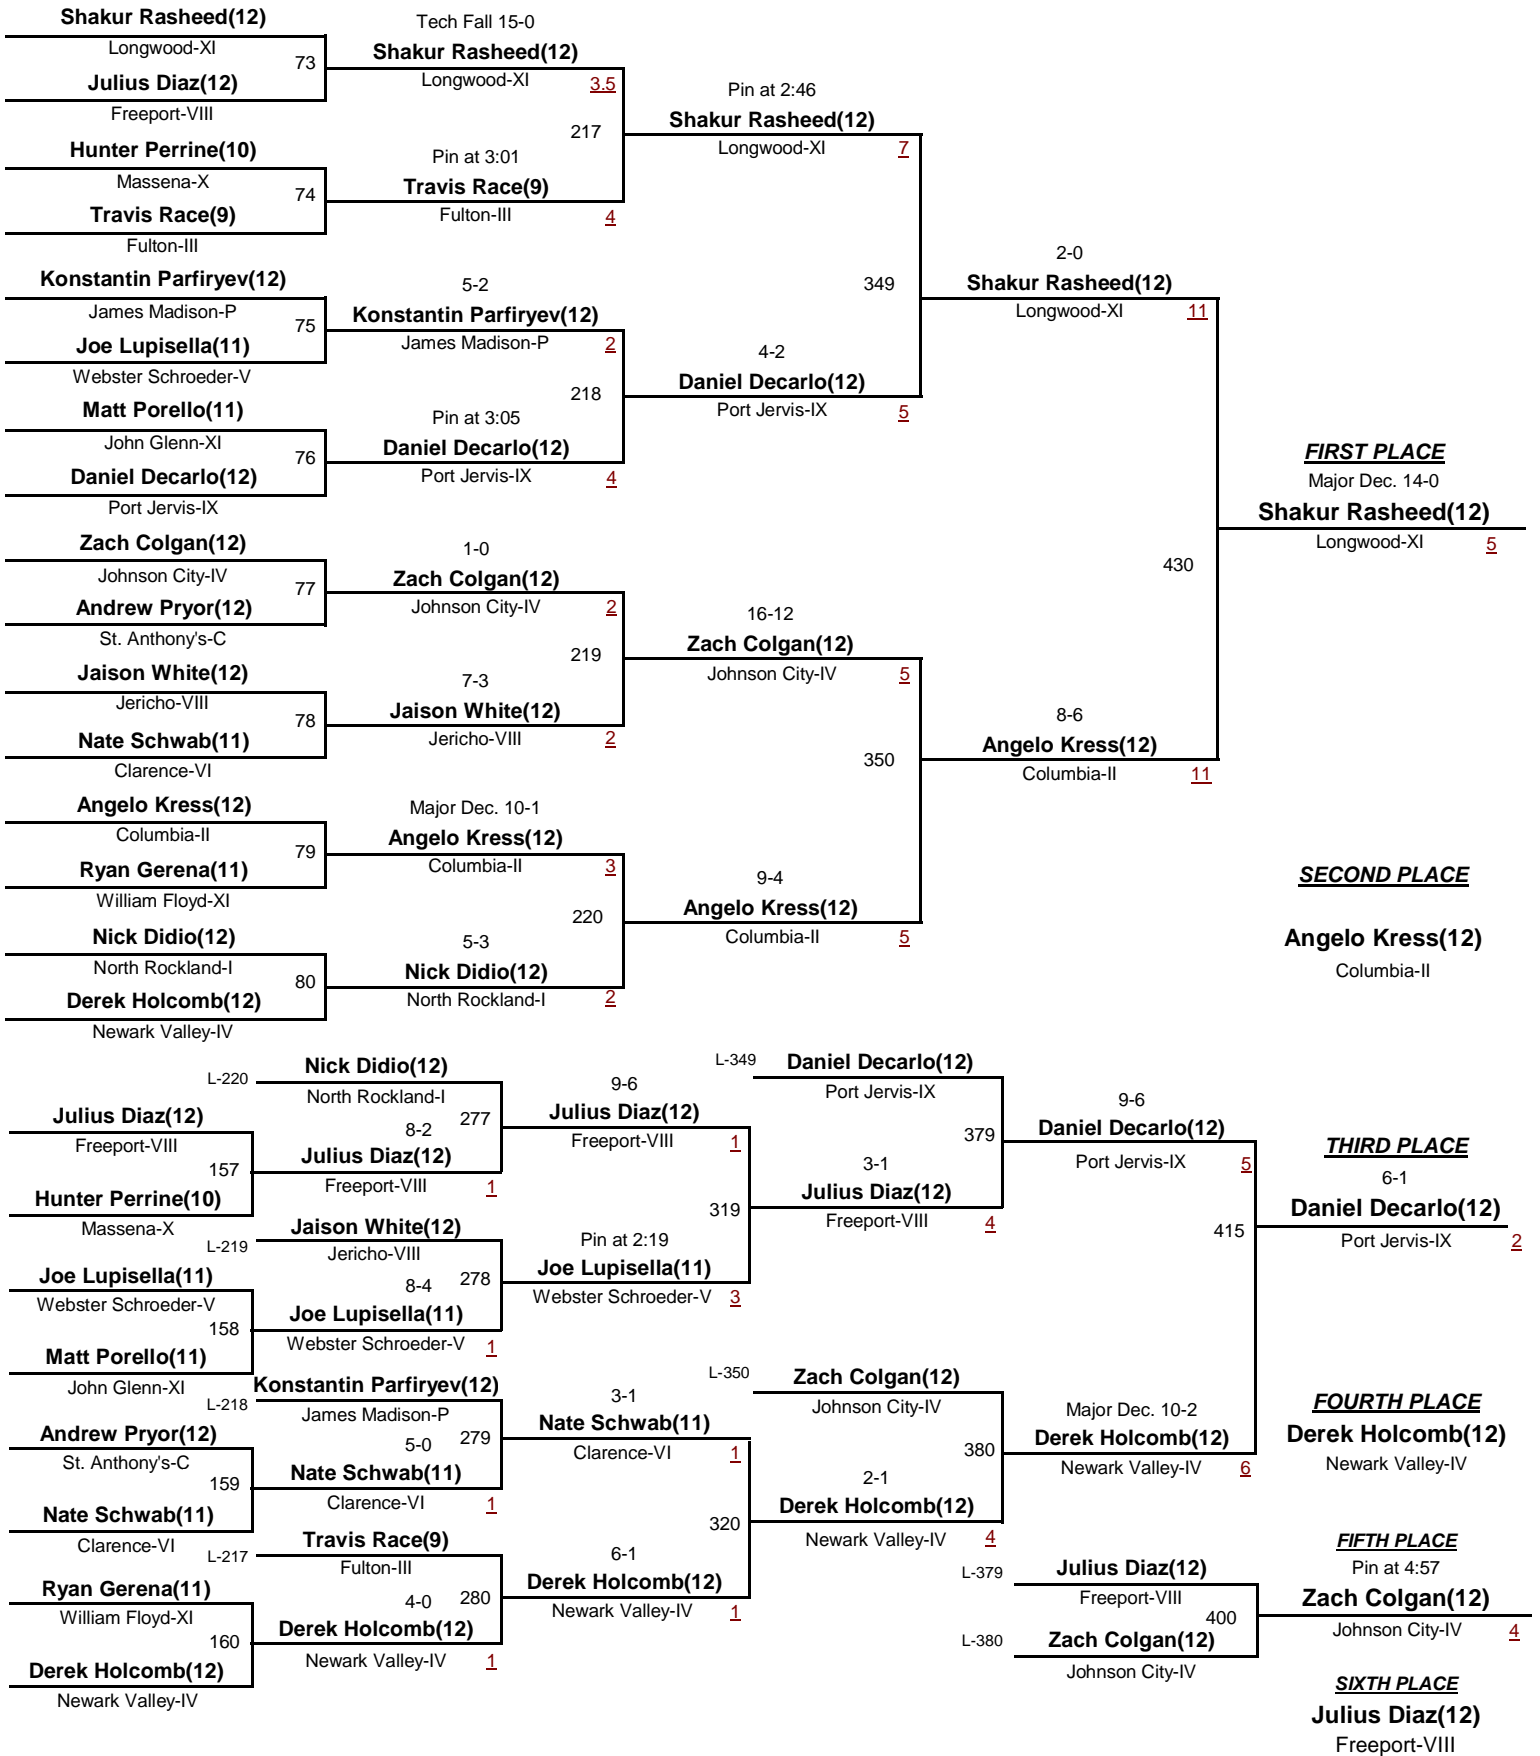 Shakur Rasheed(12)
Longwood-XI
73
Julius Diaz(12)
Freeport-VIII
Hunter Perrine(10)
Massena-X
74
Travis Race(9)
Fulton-III
Konstantin Parfiryev(12)
James Madison-P
75
Joe Lupisella(11)
Webster Schroeder-V
Matt Porello(11)
John Glenn-XI
76
Daniel Decarlo(12)
Port Jervis-IX
Zach Colgan(12)
Johnson City-IV
77
Andrew Pryor(12)
St. Anthony's-C
Jaison White(12)
Jericho-VIII
78
Nate Schwab(11)
Clarence-VI
Angelo Kress(12)
Columbia-II
79
Ryan Gerena(11)
William Floyd-XI
Nick Didio(12)
North Rockland-I
80
Derek Holcomb(12)
Newark Valley-IV
Tech Fall 15-0
Shakur Rasheed(12)
Longwood-XI 3.5
217
Pin at 3:01
Travis Race(9)
Fulton-III 4
5-2
Konstantin Parfiryev(12)
James Madison-P 2
218
Pin at 3:05
Daniel Decarlo(12)
Port Jervis-IX 4
1-0
Zach Colgan(12)
Johnson City-IV 2
219
7-3
Jaison White(12)
Jericho-VIII 2
Major Dec. 10-1
Angelo Kress(12)
Columbia-II 3
220
5-3
Nick Didio(12)
North Rockland-I 2
Pin at 2:46
Shakur Rasheed(12)
Longwood-XI 7
349
4-2
Daniel Decarlo(12)
Port Jervis-IX 5
16-12
Zach Colgan(12)
Johnson City-IV 5
350
9-4
Angelo Kress(12)
Columbia-II 5
2-0
Shakur Rasheed(12)
Longwood-XI 11
430
8-6
Angelo Kress(12)
Columbia-II 11
FIRST PLACE
Major Dec. 14-0
Shakur Rasheed(12)
Longwood-XI 5
SECOND PLACE
Angelo Kress(12)
Columbia-II
Julius Diaz(12)
Freeport-VIII
157
Hunter Perrine(10)
Massena-X
Joe Lupisella(11)
Webster Schroeder-V
158
Matt Porello(11)
John Glenn-XI
Andrew Pryor(12)
St. Anthony's-C
159
Nate Schwab(11)
Clarence-VI
Ryan Gerena(11)
William Floyd-XI
160
Derek Holcomb(12)
Newark Valley-IV
L-220 Nick Didio(12)
North Rockland-I
277
8-2
Julius Diaz(12)
Freeport-VIII 1
L-219 Jaison White(12)
Jericho-VIII
278
8-4
Joe Lupisella(11)
Webster Schroeder-V 1
L-218 Konstantin Parfiryev(12)
James Madison-P
279
5-0
Nate Schwab(11)
Clarence-VI 1
L-217 Travis Race(9)
Fulton-III
280
4-0
Derek Holcomb(12)
Newark Valley-IV 1
9-6
Julius Diaz(12)
Freeport-VIII 1
319
Pin at 2:19
Joe Lupisella(11)
Webster Schroeder-V 3
3-1
Nate Schwab(11)
Clarence-VI 1
320
6-1
Derek Holcomb(12)
Newark Valley-IV 1
L-349 Daniel Decarlo(12)
Port Jervis-IX
379
3-1
Julius Diaz(12)
Freeport-VIII 4
L-350 Zach Colgan(12)
Johnson City-IV
380
2-1
Derek Holcomb(12)
Newark Valley-IV 4
9-6
Daniel Decarlo(12)
Port Jervis-IX 5
415
Major Dec. 10-2
Derek Holcomb(12)
Newark Valley-IV 6
THIRD PLACE
6-1
Daniel Decarlo(12)
Port Jervis-IX 2
FOURTH PLACE
Derek Holcomb(12)
Newark Valley-IV
L-379 Julius Diaz(12)
Freeport-VIII
400
L-380 Zach Colgan(12)
Johnson City-IV
FIFTH PLACE
Pin at 4:57
Zach Colgan(12)
Johnson City-IV 4
SIXTH PLACE
Julius Diaz(12)
Freeport-VIII